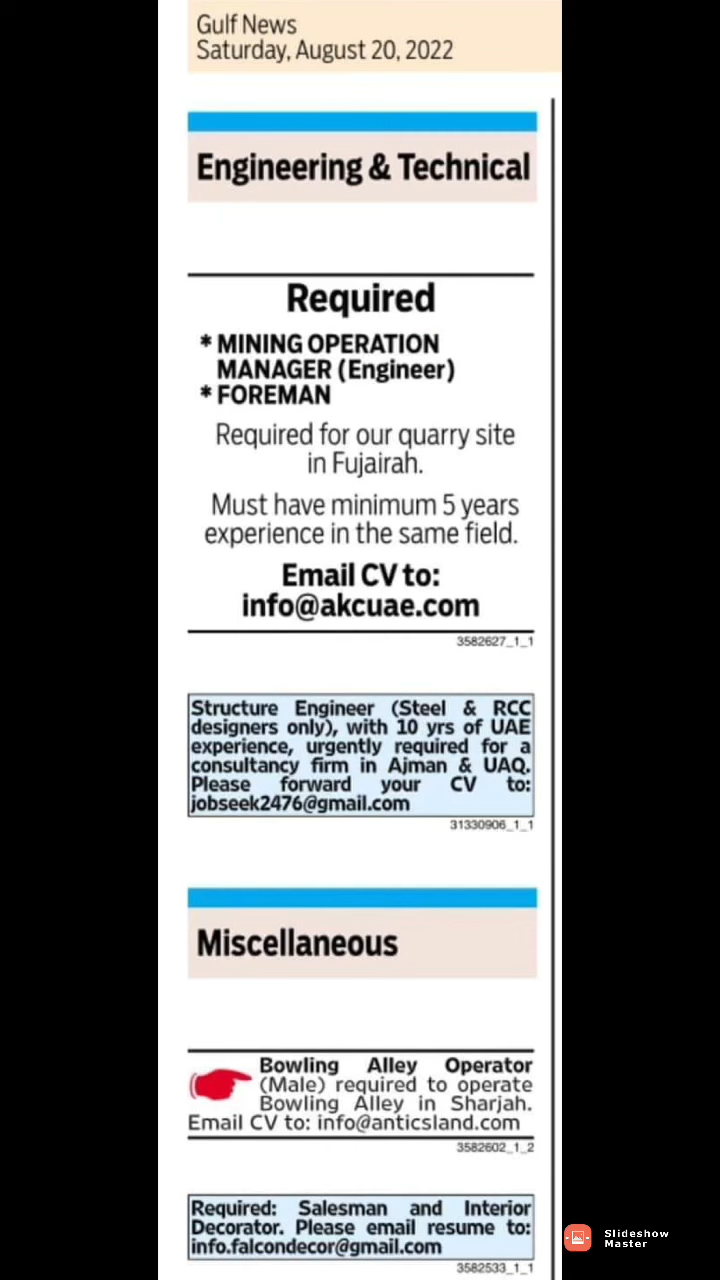 Gulf News
Saturday, August 20, 2022
Engineering & Technical
Required
* MINING OPERATION
MANAGER (Engineer)
* FOREMAN
Required for our quarry site
in Fujairah.
Must have minimum 5 years
experience in the same field.
Email CV to:
info@akcuae.com
3582627_1_1
Structure Engineer (Steel & RCC
designers only), with 10 yrs of UAE
experience, urgently required for a
consultancy firm in Ajman & UAQ.
Please forward your CV to:
jobseek2476@gmail.com
31330906_1_1
Miscellaneous
Bowling Alley Operator
(Male) required to operate
Bowling Alley in Sharjah.
Email CV to: info@anticsland.com
3582602_1_2
Required: Salesman and Interior
Decorator. Please email resume to:
info.falcondecor@gmail.com
3582533_1_1
Slideshow
Master